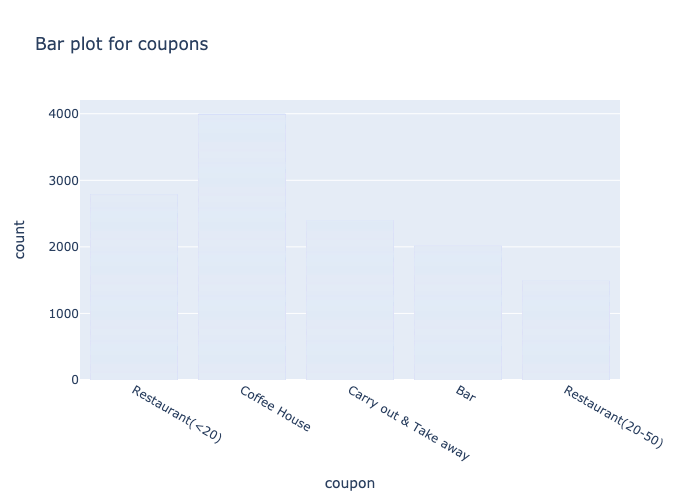 Bar plot for coupons
4000
3000
2000
1000
0
count
Restaurant(<20)
Coffee House
Carry out & Take away
Bar
Restaurant(20-50)
coupon